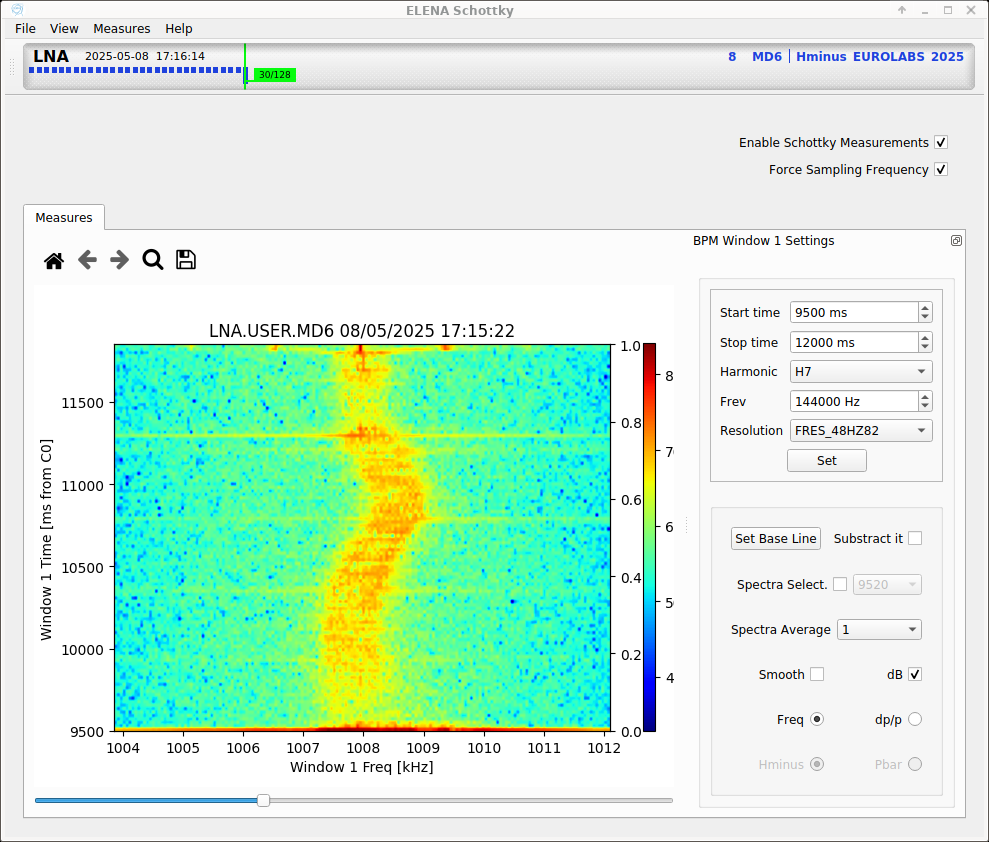 ELENA Schottky
File View Measures Help
LNA 2025-05-08 17:16:14
8 MD6 Hminus EUROLABS 2025
30/128
Enable Schottky Measurements
Force Sampling Frequency
Measures
BPM Window 1 Settings
LNA.USER.MD6 08/05/2025 17:15:22
Window 1 Time [ms from C0]
11500
11000
10500
10000
9500
1004 1005 1006 1007 1008 1009 1010 1011 1012
Window 1 Freq [kHz]
1.0
0.8
0.6
0.4
0.2
0.0
8
7
6
5
4
Start time 9500 ms
Stop time 12000 ms
Harmonic H7
Frev 144000 Hz
Resolution FRES_48HZ82
Set
Set Base Line Substract it
Spectra Select. 9520
Spectra Average 1
Smooth dB
Freq dp/p
Hminus Pbar